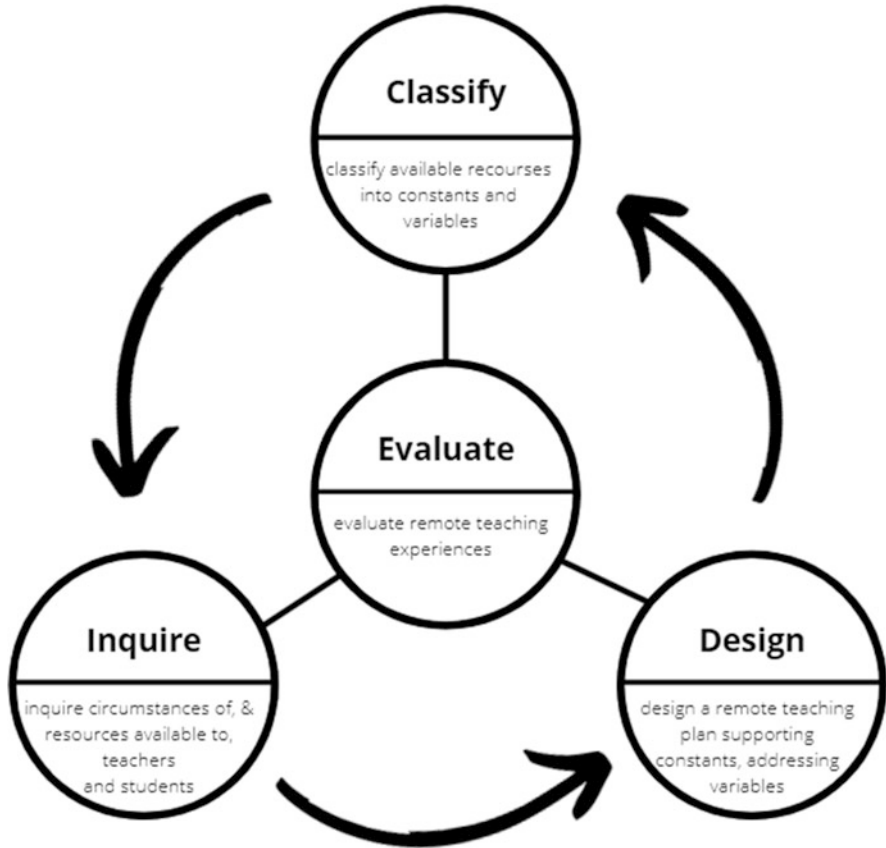 Classify
classify available recourses
into constants and
variables
Evaluate
evaluate remote teaching
experiences
Inquire
inquire circumstances of, &
resources available to,
teachers
and students
Design
design a remote teaching
plan supporting
constants, addressing
variables